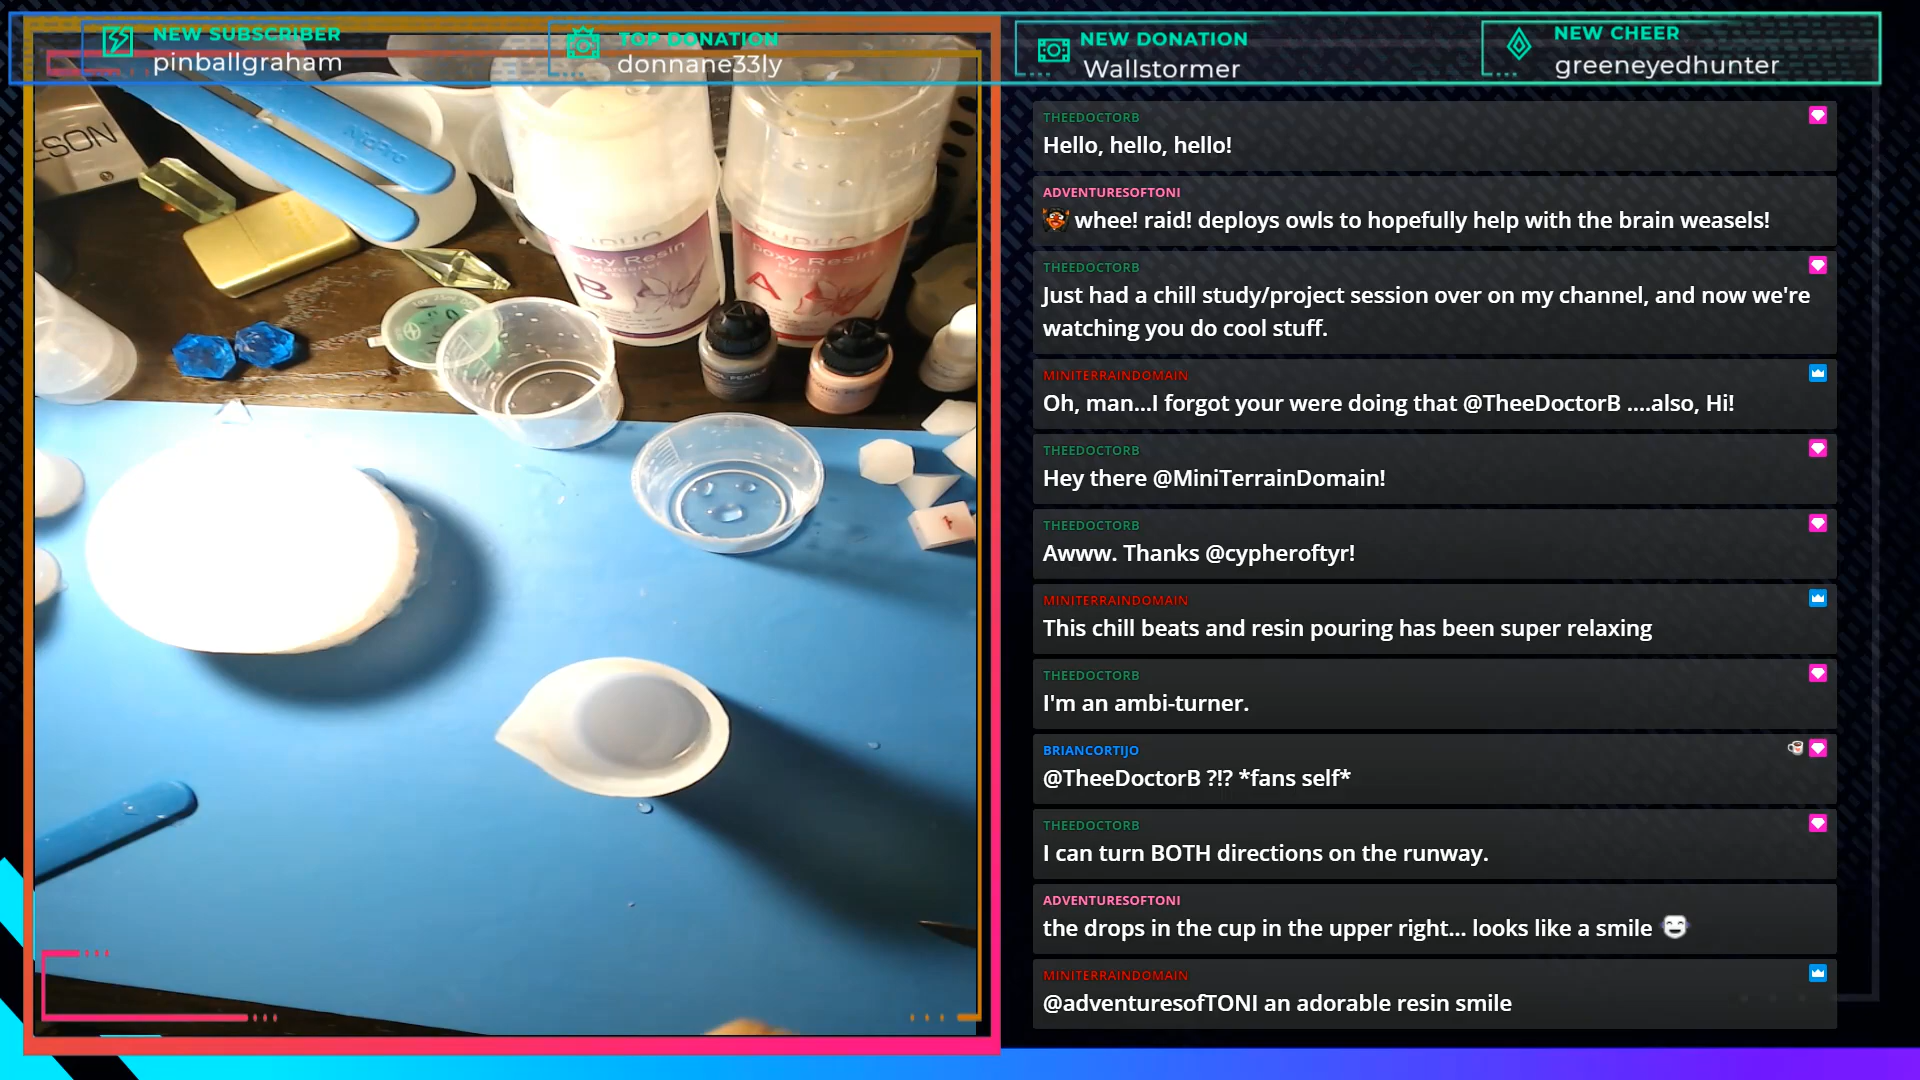 NEW SUBSCRIBER
pinballgraham
TOP DONATION
donnane33ly
NEW DONATION
Wallstormer
NEW CHEER
greeneyedhunter
ESON
oxy Resin
Hardener
B
poxy Resin
Resin
A
THEEDOCTORB
Hello, hello, hello!
ADVENTURESOFTONI
whee! raid! deploys owls to hopefully help with the brain weasels!
THEEDOCTORB
Just had a chill study/project session over on my channel, and now we're
watching you do cool stuff.
MINITERRAINDOMAIN
Oh, man...I forgot your were doing that @TheeDoctorB ....also, Hi!
THEEDOCTORB
Hey there @MiniTerrainDomain!
THEEDOCTORB
Awww. Thanks @cypheroftyr!
MINITERRAINDOMAIN
This chill beats and resin pouring has been super relaxing
THEEDOCTORB
I'm an ambi-turner.
BRIANCORTIJO
@TheeDoctorB ?!? *fans self*
THEEDOCTORB
I can turn BOTH directions on the runway.
ADVENTURESOFTONI
the drops in the cup in the upper right... looks like a smile
MINITERRAINDOMAIN
@adventuresofTONI an adorable resin smile